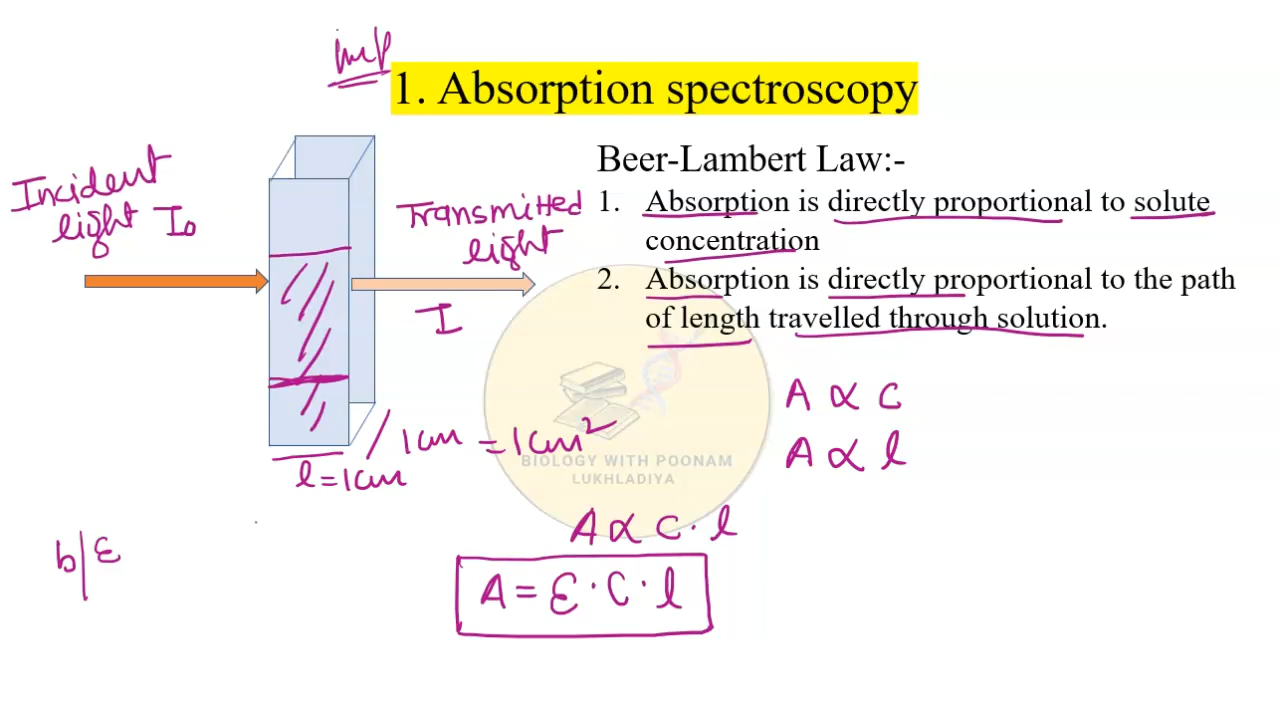 imp
1. Absorption spectroscopy
Incident
light I₀
Transmitted
light
I
Beer-Lambert Law:-
1. Absorption is directly proportional to solute
concentration
2. Absorption is directly proportional to the path
of length travelled through solution.
A ∝ C
A ∝ l
1cm = 1cm²
l = 1cm
BIOLOGY WITH POONAM
LUKHLADIYA
A ∝ C · l
A = ε · C · l
b | ε